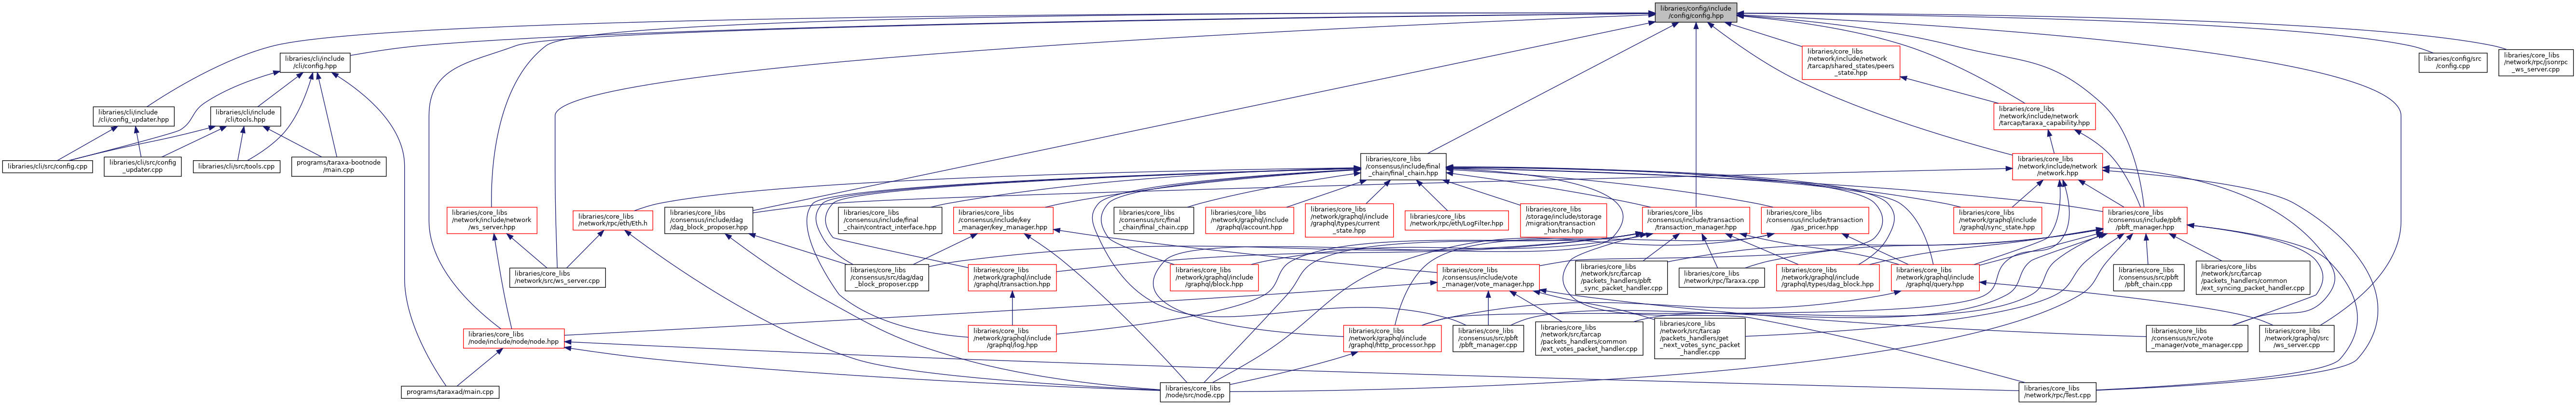 libraries/config/include
/config/config.hpp
libraries/cli/include
/cli/config.hpp
libraries/core_libs
/network/include/network
/tarcap/shared_states/peers
_state.hpp
libraries/config/src
/config.cpp
libraries/core_libs
/network/rpc/jsonrpc
_ws_server.cpp
libraries/cli/include
/cli/config_updater.hpp
libraries/cli/include
/cli/tools.hpp
libraries/core_libs
/network/include/network
/tarcap/taraxa_capability.hpp
libraries/cli/src/config.cpp
libraries/cli/src/config
_updater.cpp
libraries/cli/src/tools.cpp
programs/taraxa-bootnode
/main.cpp
libraries/core_libs
/consensus/include/final
_chain/final_chain.hpp
libraries/core_libs
/network/include/network
/network.hpp
libraries/core_libs
/network/include/network
/ws_server.hpp
libraries/core_libs
/network/rpc/eth/Eth.h
libraries/core_libs
/consensus/include/dag
/dag_block_proposer.hpp
libraries/core_libs
/consensus/include/final
_chain/contract_interface.hpp
libraries/core_libs
/consensus/include/key
_manager/key_manager.hpp
libraries/core_libs
/consensus/src/final
_chain/final_chain.cpp
libraries/core_libs
/network/graphql/include
/graphql/account.hpp
libraries/core_libs
/network/graphql/include
/graphql/types/current
_state.hpp
libraries/core_libs
/network/rpc/eth/LogFilter.hpp
libraries/core_libs
/storage/include/storage
/migration/transaction
_hashes.hpp
libraries/core_libs
/consensus/include/transaction
/transaction_manager.hpp
libraries/core_libs
/consensus/include/transaction
/gas_pricer.hpp
libraries/core_libs
/network/graphql/include
/graphql/sync_state.hpp
libraries/core_libs
/consensus/include/pbft
/pbft_manager.hpp
libraries/core_libs
/network/src/ws_server.cpp
libraries/core_libs
/consensus/src/dag/dag
_block_proposer.cpp
libraries/core_libs
/network/graphql/include
/graphql/transaction.hpp
libraries/core_libs
/network/graphql/include
/graphql/block.hpp
libraries/core_libs
/consensus/include/vote
_manager/vote_manager.hpp
libraries/core_libs
/network/src/tarcap
/packets_handlers/pbft
_sync_packet_handler.cpp
libraries/core_libs
/network/rpc/Taraxa.cpp
libraries/core_libs
/network/graphql/include
/graphql/types/dag_block.hpp
libraries/core_libs
/network/graphql/include
/graphql/query.hpp
libraries/core_libs
/consensus/src/pbft
/pbft_chain.cpp
libraries/core_libs
/network/src/tarcap
/packets_handlers/common
/ext_syncing_packet_handler.cpp
libraries/core_libs
/node/include/node/node.hpp
libraries/core_libs
/network/graphql/include
/graphql/log.hpp
libraries/core_libs
/network/graphql/include
/graphql/http_processor.hpp
libraries/core_libs
/consensus/src/pbft
/pbft_manager.cpp
libraries/core_libs
/network/src/tarcap
/packets_handlers/common
/ext_votes_packet_handler.cpp
libraries/core_libs
/network/src/tarcap
/packets_handlers/get
_next_votes_sync_packet
_handler.cpp
libraries/core_libs
/consensus/src/vote
_manager/vote_manager.cpp
libraries/core_libs
/network/graphql/src
/ws_server.cpp
programs/taraxad/main.cpp
libraries/core_libs
/node/src/node.cpp
libraries/core_libs
/network/rpc/Test.cpp